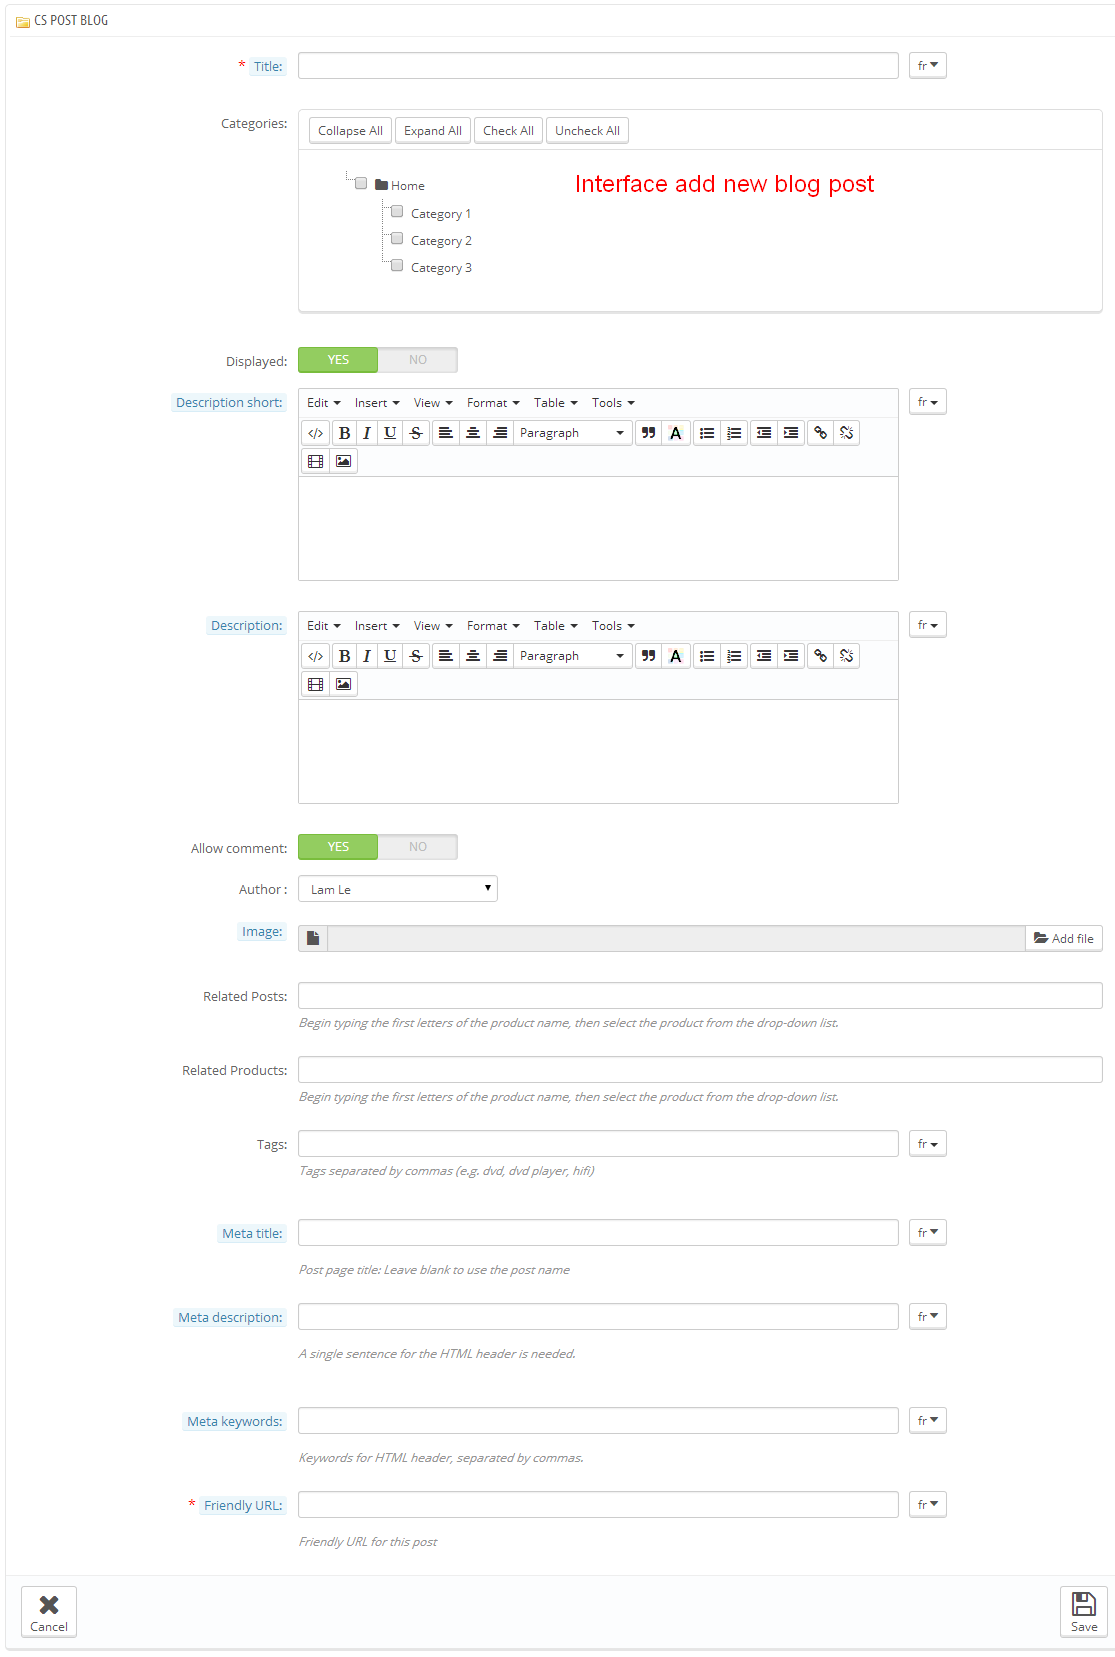 CS POST BLOG
* Title: fr
Categories: Collapse All Expand All Check All Uncheck All
Home
Interface add new blog post
Category 1
Category 2
Category 3
Displayed: YES NO
Description short: Edit Insert View Format Table Tools fr
</> B I U S Paragraph A
Description: Edit Insert View Format Table Tools fr
</> B I U S Paragraph A
Allow comment: YES NO
Author : Lam Le
Image: Add file
Related Posts:
Begin typing the first letters of the product name, then select the product from the drop-down list.
Related Products:
Begin typing the first letters of the product name, then select the product from the drop-down list.
Tags: fr
Tags separated by commas (e.g. dvd, dvd player, hifi)
Meta title: fr
Post page title: Leave blank to use the post name
Meta description: fr
A single sentence for the HTML header is needed.
Meta keywords: fr
Keywords for HTML header, separated by commas.
* Friendly URL: fr
Friendly URL for this post
Cancel Save